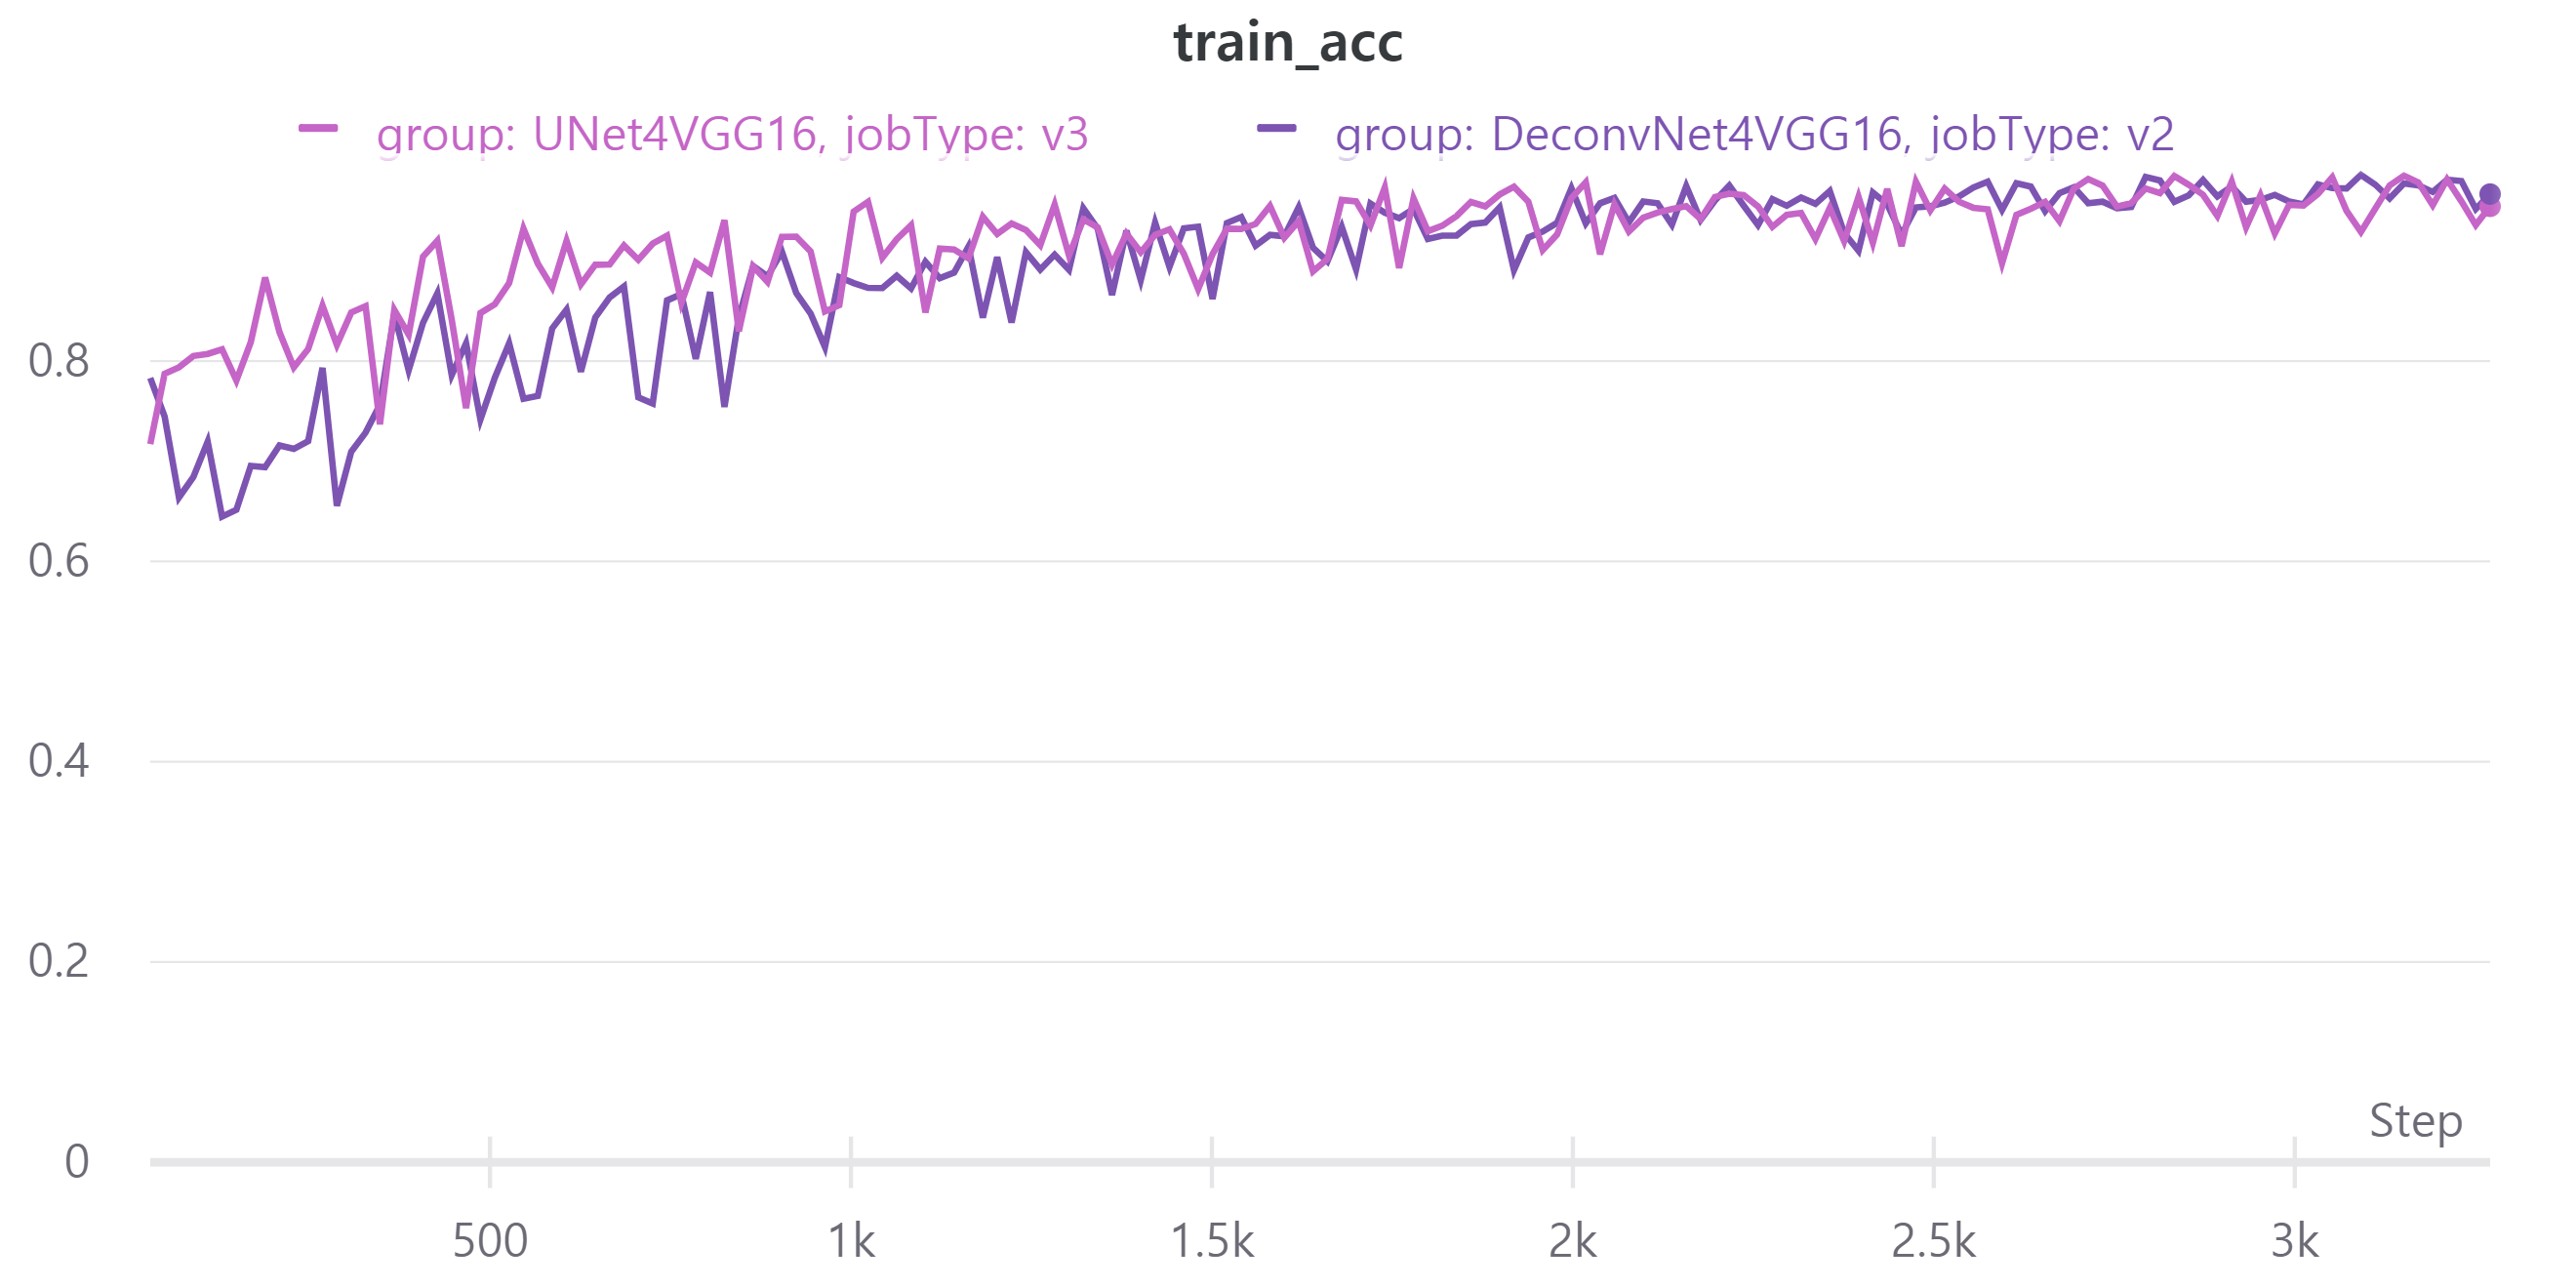 train_acc
group: UNet4VGG16, jobType: v3 group: DeconvNet4VGG16, jobType: v2
0.8
0.6
0.4
0.2
Step
0
500 1k 1.5k 2k 2.5k 3k